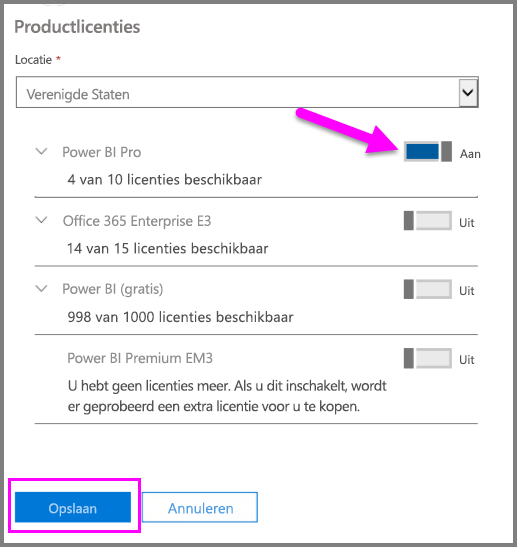 Productlicenties
Locatie *
Verenigde Staten
Power BI Pro
Aan
4 van 10 licenties beschikbaar
Office 365 Enterprise E3
Uit
14 van 15 licenties beschikbaar
Power BI (gratis)
Uit
998 van 1000 licenties beschikbaar
Power BI Premium EM3
Uit
U hebt geen licenties meer. Als u dit inschakelt, wordt
er geprobeerd een extra licentie voor u te kopen.
Opslaan
Annuleren